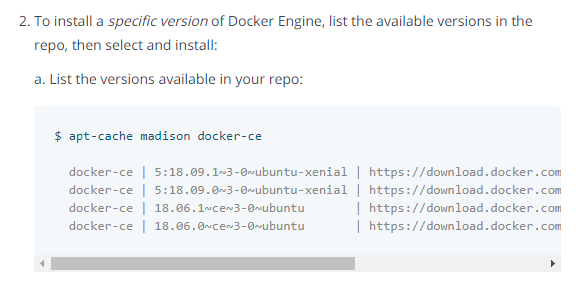 2. To install a specific version of Docker Engine, list the available versions in the
repo, then select and install:
a. List the versions available in your repo:
$ apt-cache madison docker-ce
docker-ce | 5:18.09.1~3-0~ubuntu-xenial | https://download.docker.com
docker-ce | 5:18.09.0~3-0~ubuntu-xenial | https://download.docker.com
docker-ce | 18.06.1~ce~3-0~ubuntu | https://download.docker.com
docker-ce | 18.06.0~ce~3-0~ubuntu | https://download.docker.com